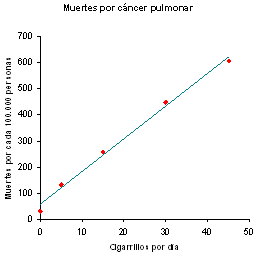 Muertes por cáncer pulmonar
700
600
500
400
300
200
100
0
Muertes por cada 100.000 personas
0 10 20 30 40 50
Cigarrillos por día